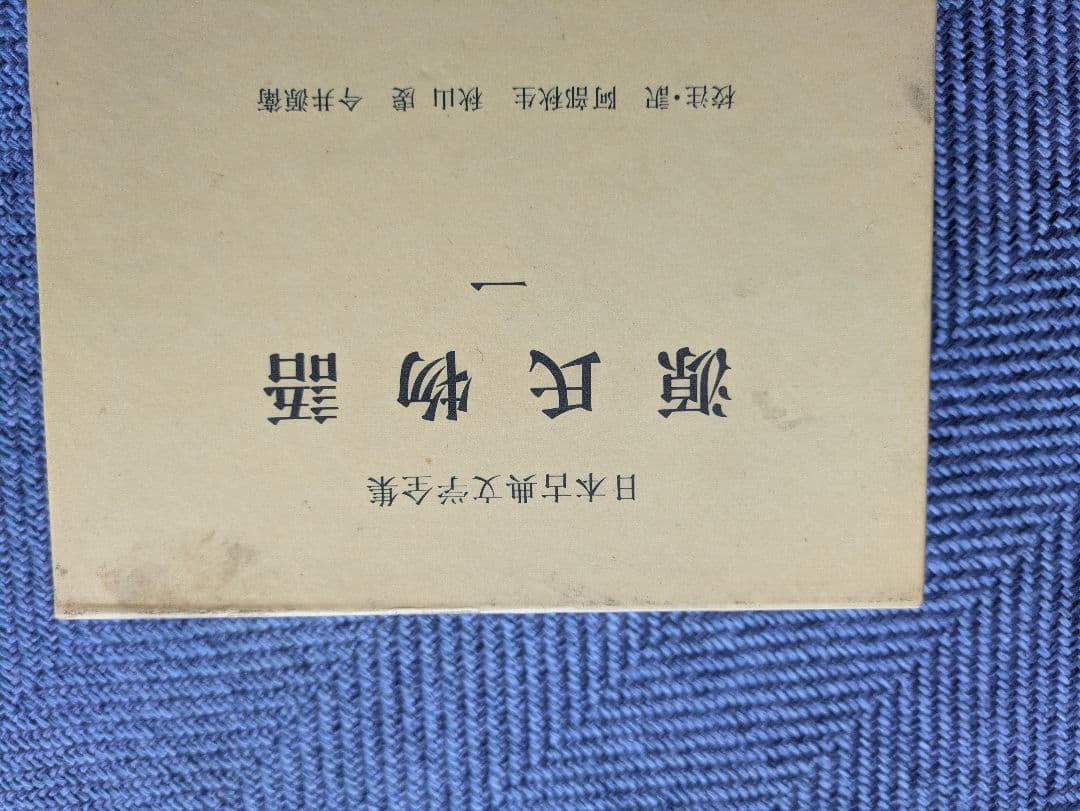 日本古典文学全集
源氏物語
一
校注・訳 阿部秋生 秋山虔 今井源衛